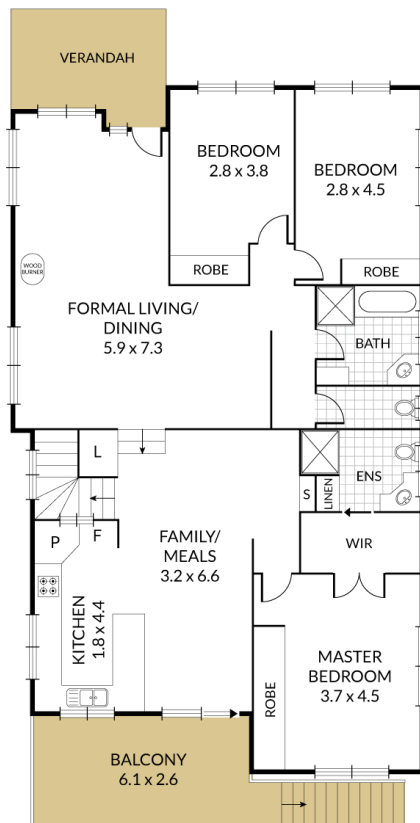 VERANDAH
BEDROOM
2.8 x 3.8
BEDROOM
2.8 x 4.5
ROBE
ROBE
WOOD
BURNER
FORMAL LIVING/
DINING
5.9 x 7.3
BATH
L
ENS
LINEN
S
P
F
FAMILY/
MEALS
3.2 x 6.6
WIR
KITCHEN
1.8 x 4.4
MASTER
BEDROOM
3.7 x 4.5
ROBE
BALCONY
6.1 x 2.6